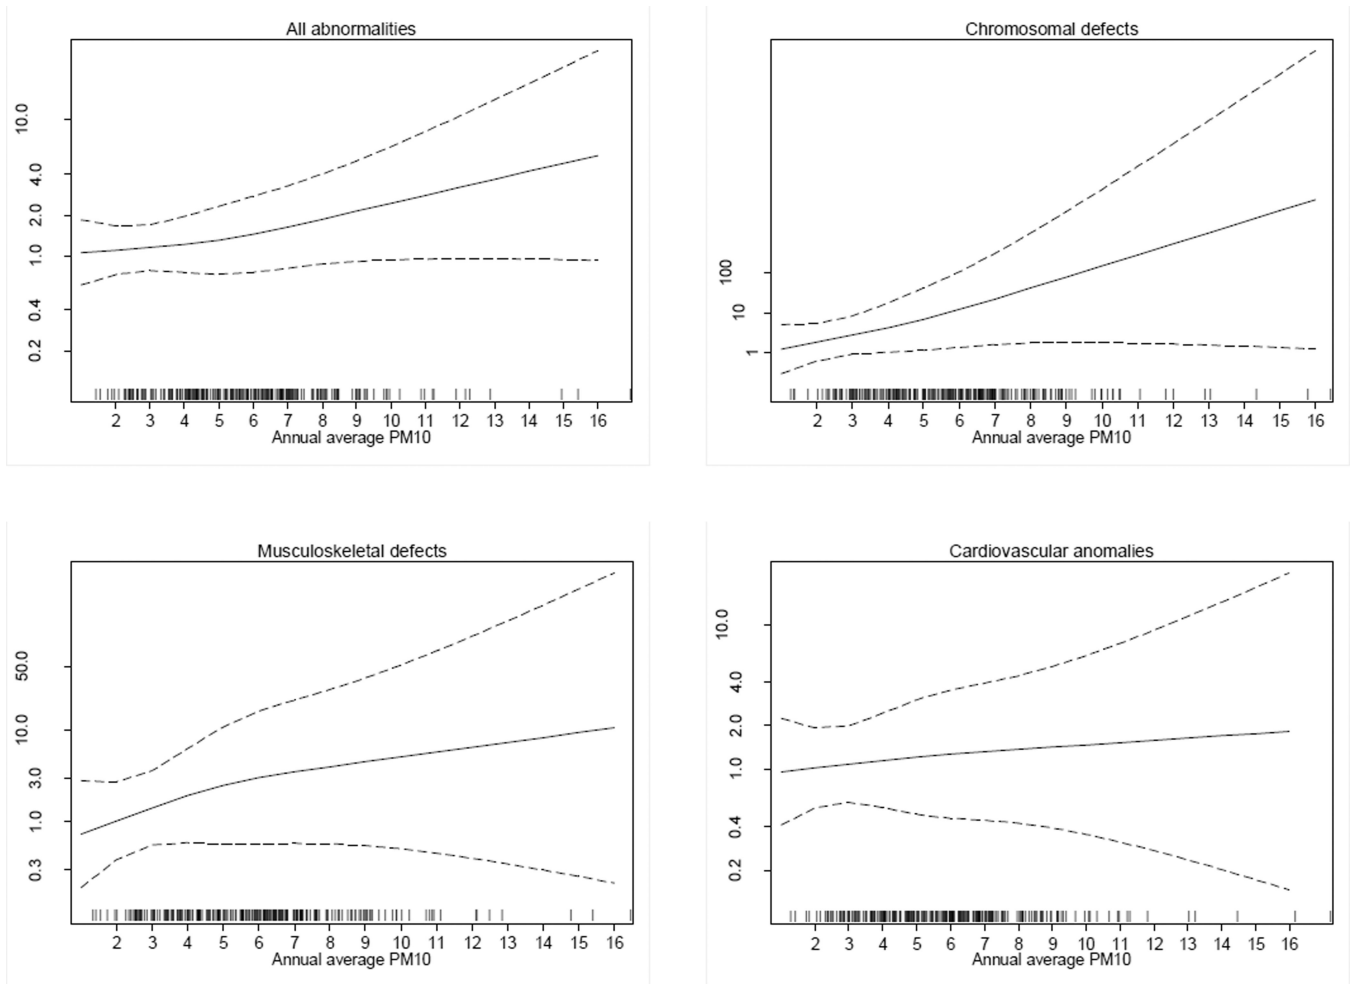 All abnormalities
10.0
4.0
2.0
1.0
0.4
0.2
2 3 4 5 6 7 8 9 10 11 12 13 14 15 16
Annual average PM10
Chromosomal defects
100
10
1
2 3 4 5 6 7 8 9 10 11 12 13 14 15 16
Annual average PM10
Musculoskeletal defects
50.0
10.0
3.0
1.0
0.3
2 3 4 5 6 7 8 9 10 11 12 13 14 15 16
Annual average PM10
Cardiovascular anomalies
10.0
4.0
2.0
1.0
0.4
0.2
2 3 4 5 6 7 8 9 10 11 12 13 14 15 16
Annual average PM10